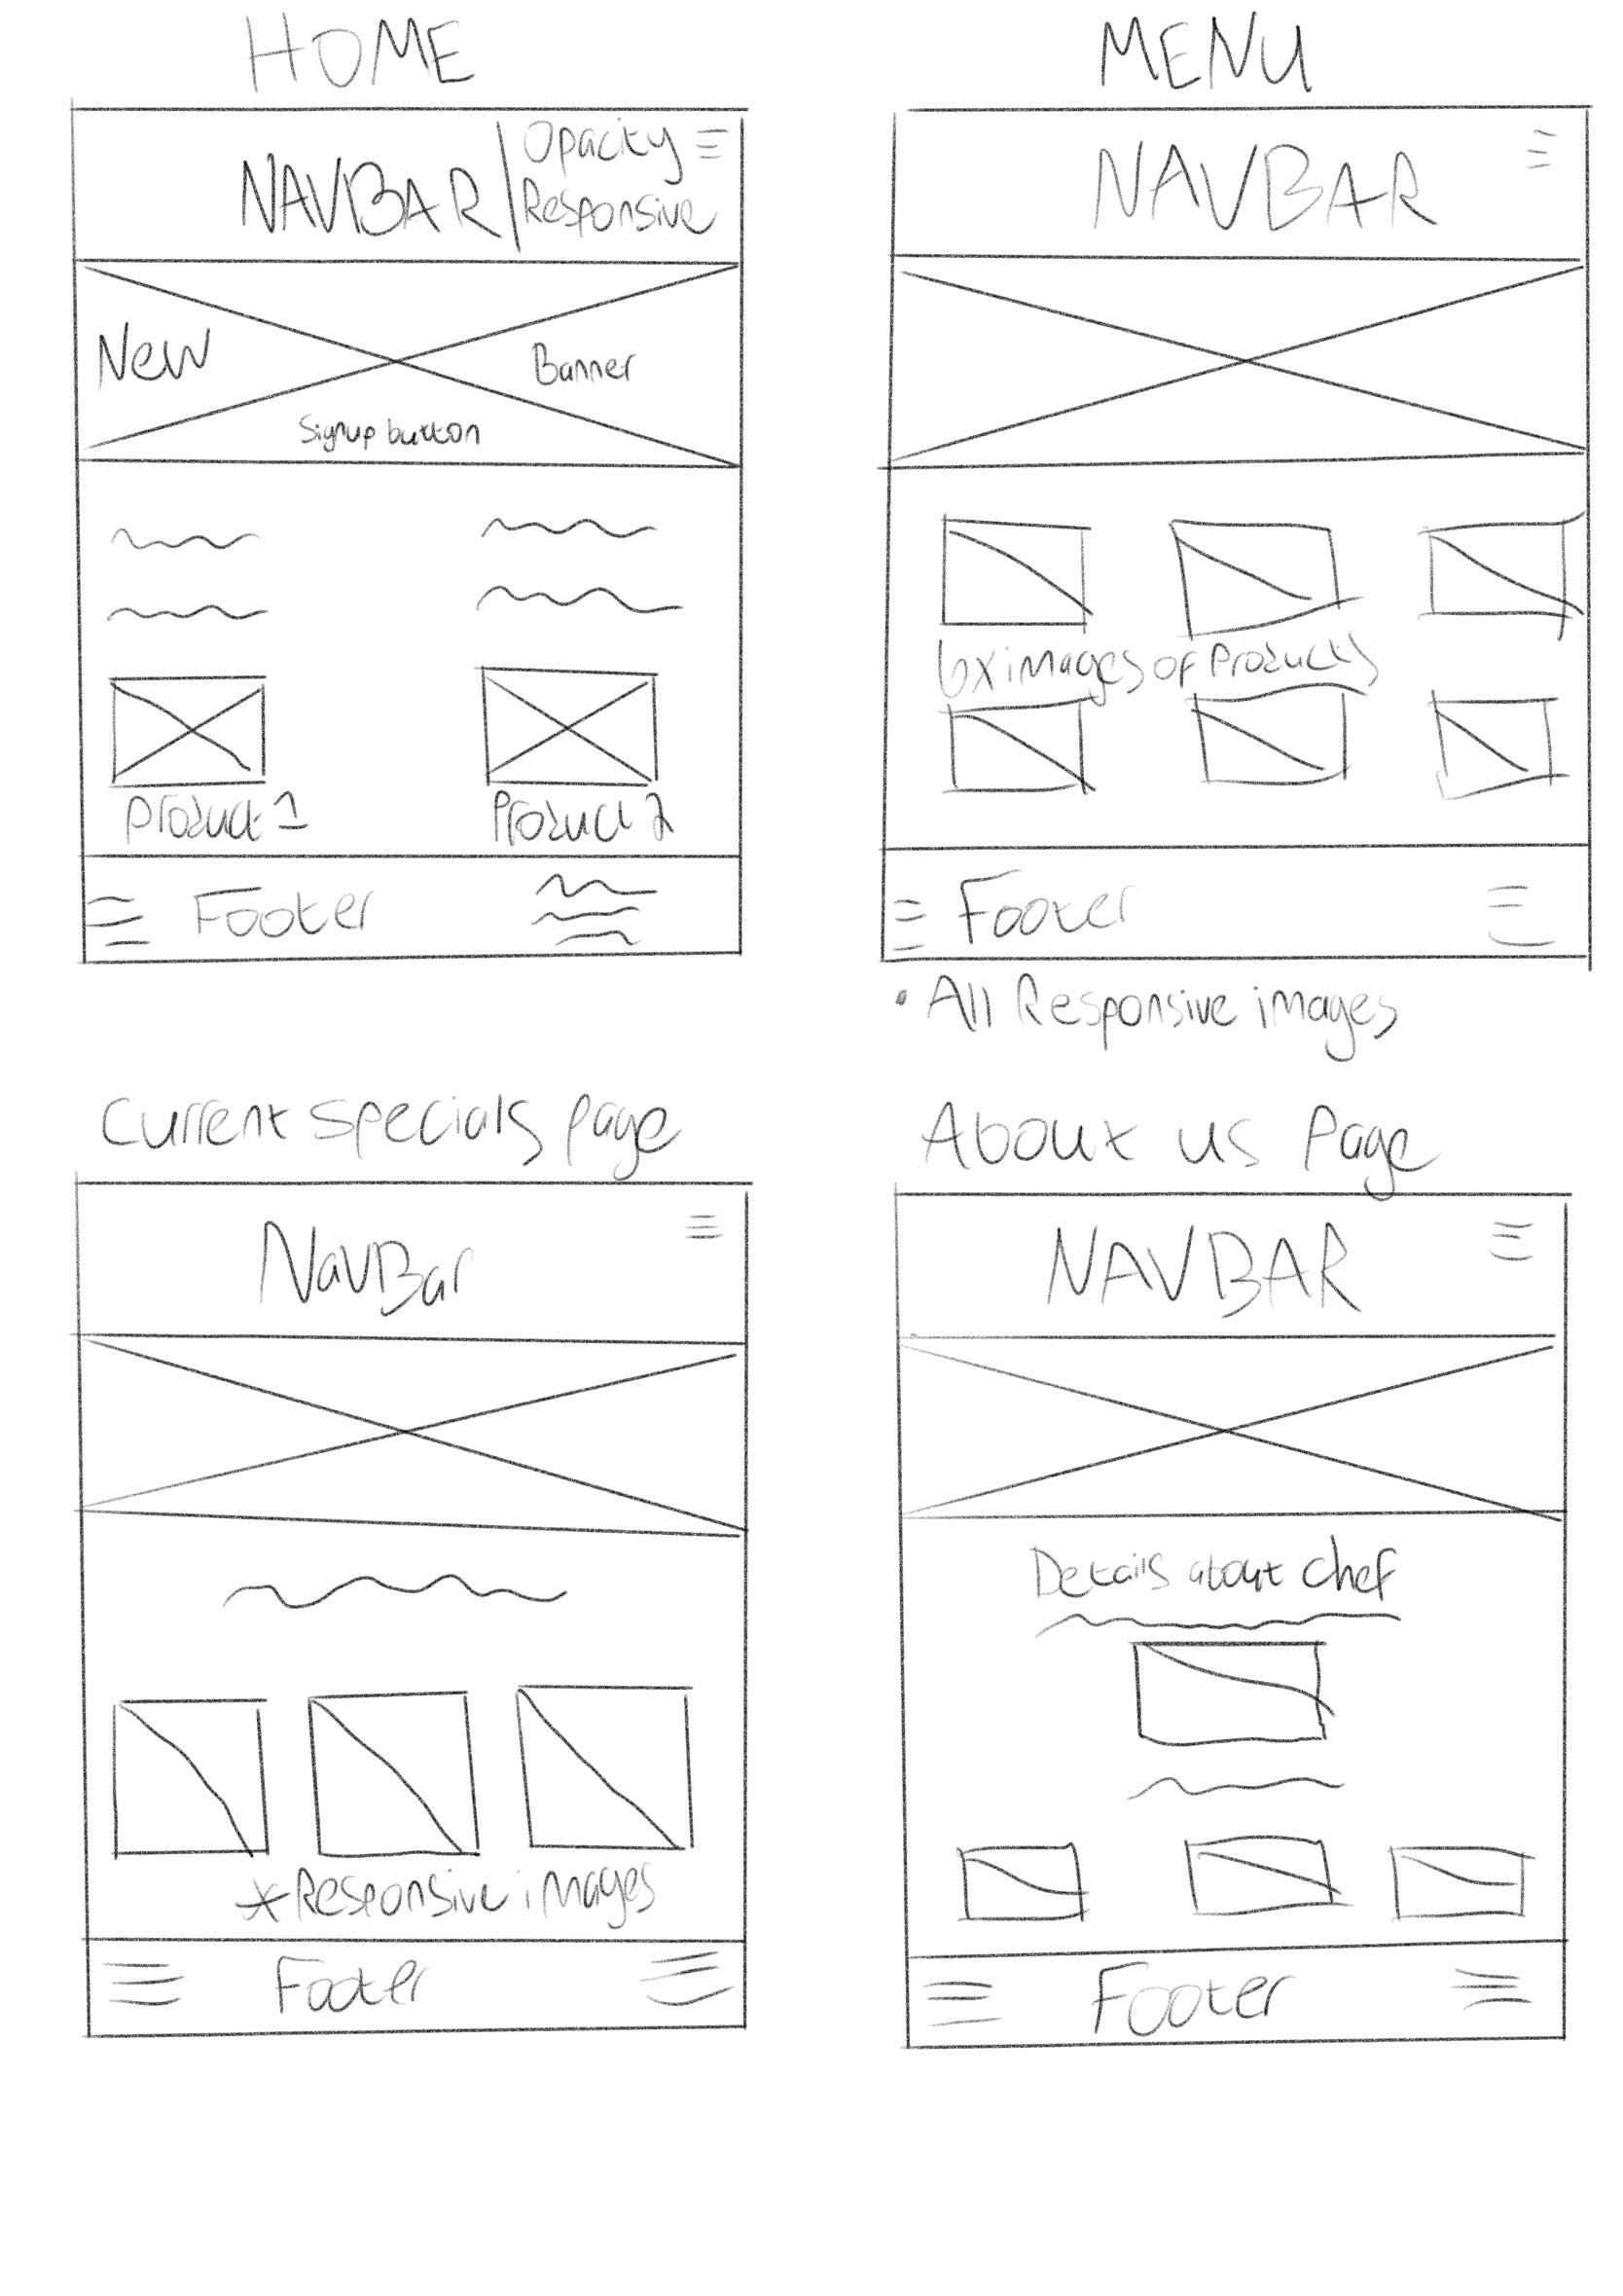 HOME
NAVBAR
Opacity
Responsive
New
Banner
Signup button
Product 1
Product 2
Footer
MENU
NAVBAR
6x images of Products
Footer
• All Responsive images
Current specials page
NavBar
*Responsive images
Footer
About us Page
NAVBAR
Details about chef
Footer